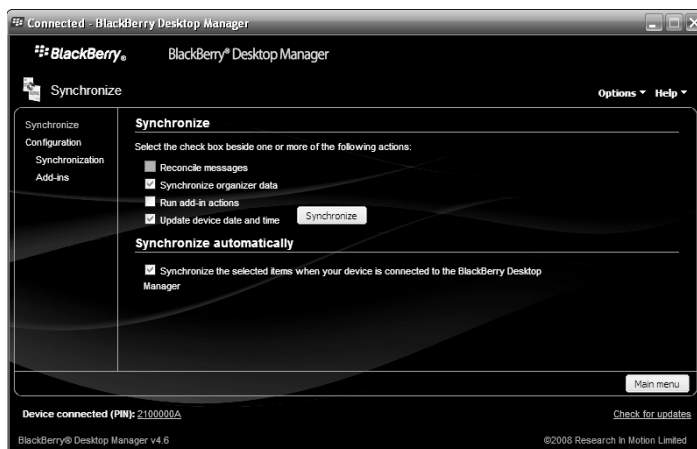 Connected - BlackBerry Desktop Manager
BlackBerry® BlackBerry® Desktop Manager
Synchronize
Options Help
Synchronize
Configuration
Synchronization
Add-ins
Synchronize
Select the check box beside one or more of the following actions:
Reconcile messages
Synchronize organizer data
Run add-in actions
Update device date and time Synchronize
Synchronize automatically
Synchronize the selected items when your device is connected to the BlackBerry Desktop
Manager
Main menu
Device connected (PIN): 2100000A Check for updates
BlackBerry® Desktop Manager v4.6 ©2008 Research In Motion Limited